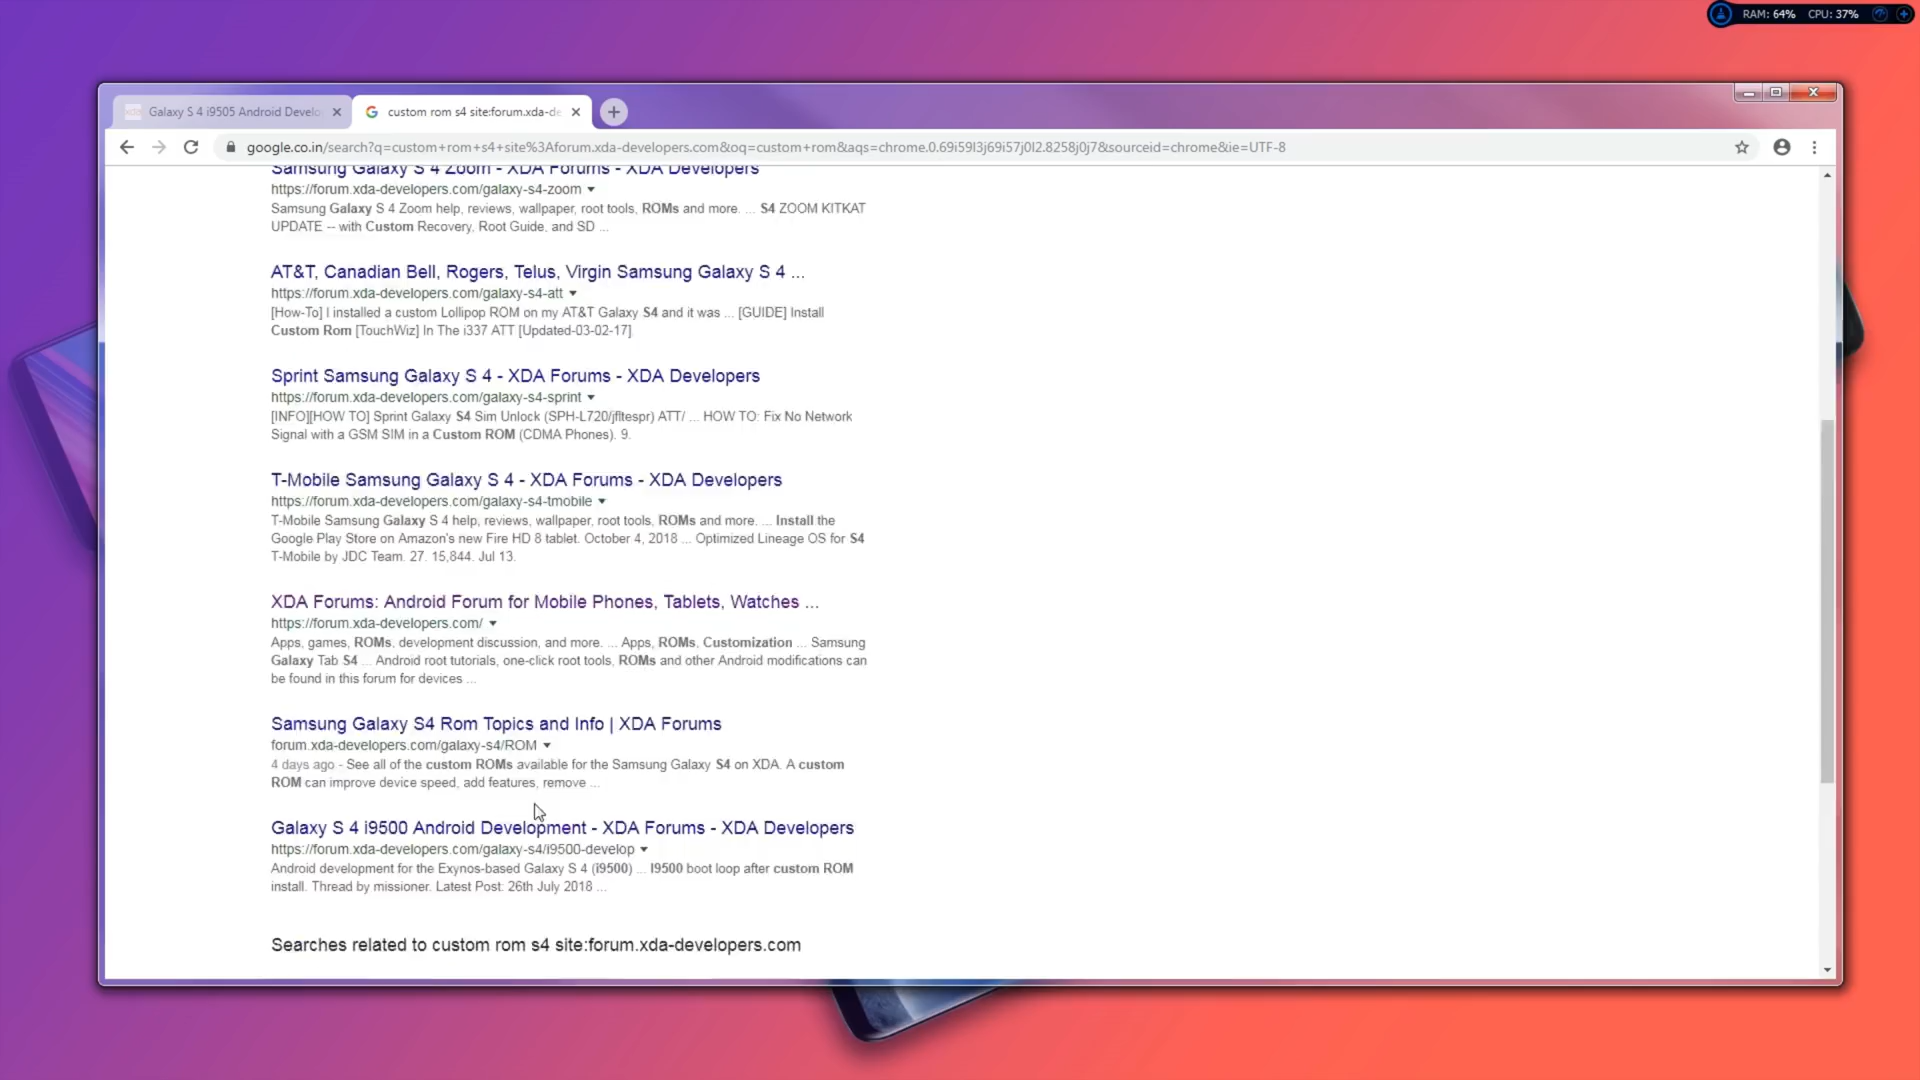 RAM: 64% CPU: 37%
Galaxy S 4 i9505 Android Develo
custom rom s4 site:forum.xda-de
google.co.in/search?q=custom+rom+s4+site%3Aforum.xda-developers.com&oq=custom+rom&aqs=chrome.0.69i59l3j69i57j0l2.8258j0j7&sourceid=chrome&ie=UTF-8
Samsung Galaxy S 4 Zoom - XDA Forums - XDA Developers
https://forum.xda-developers.com/galaxy-s4-zoom
Samsung Galaxy S 4 Zoom help, reviews, wallpaper, root tools, ROMs and more. ... S4 ZOOM KITKAT
UPDATE -- with Custom Recovery, Root Guide, and SD ...
AT&T, Canadian Bell, Rogers, Telus, Virgin Samsung Galaxy S 4 ...
https://forum.xda-developers.com/galaxy-s4-att
[How-To] I installed a custom Lollipop ROM on my AT&T Galaxy S4 and it was ... [GUIDE] Install
Custom Rom [TouchWiz] In The i337 ATT [Updated-03-02-17].
Sprint Samsung Galaxy S 4 - XDA Forums - XDA Developers
https://forum.xda-developers.com/galaxy-s4-sprint
[INFO][HOW TO] Sprint Galaxy S4 Sim Unlock (SPH-L720/jfltespr) ATT/ ... HOW TO: Fix No Network
Signal with a GSM SIM in a Custom ROM (CDMA Phones). 9.
T-Mobile Samsung Galaxy S 4 - XDA Forums - XDA Developers
https://forum.xda-developers.com/galaxy-s4-tmobile
T-Mobile Samsung Galaxy S 4 help, reviews, wallpaper, root tools, ROMs and more. ... Install the
Google Play Store on Amazon's new Fire HD 8 tablet. October 4, 2018 ... Optimized Lineage OS for S4
T-Mobile by JDC Team. 27. 15,844. Jul 13.
XDA Forums: Android Forum for Mobile Phones, Tablets, Watches ...
https://forum.xda-developers.com/
Apps, games, ROMs, development discussion, and more. ... Apps, ROMs, Customization ... Samsung
Galaxy Tab S4 ... Android root tutorials, one-click root tools, ROMs and other Android modifications can
be found in this forum for devices ...
Samsung Galaxy S4 Rom Topics and Info | XDA Forums
forum.xda-developers.com/galaxy-s4/ROM
4 days ago - See all of the custom ROMs available for the Samsung Galaxy S4 on XDA. A custom
ROM can improve device speed, add features, remove ...
Galaxy S 4 i9500 Android Development - XDA Forums - XDA Developers
https://forum.xda-developers.com/galaxy-s4/i9500-develop
Android development for the Exynos-based Galaxy S 4 (i9500) ... I9500 boot loop after custom ROM
install. Thread by missioner. Latest Post: 26th July 2018 ...
Searches related to custom rom s4 site:forum.xda-developers.com